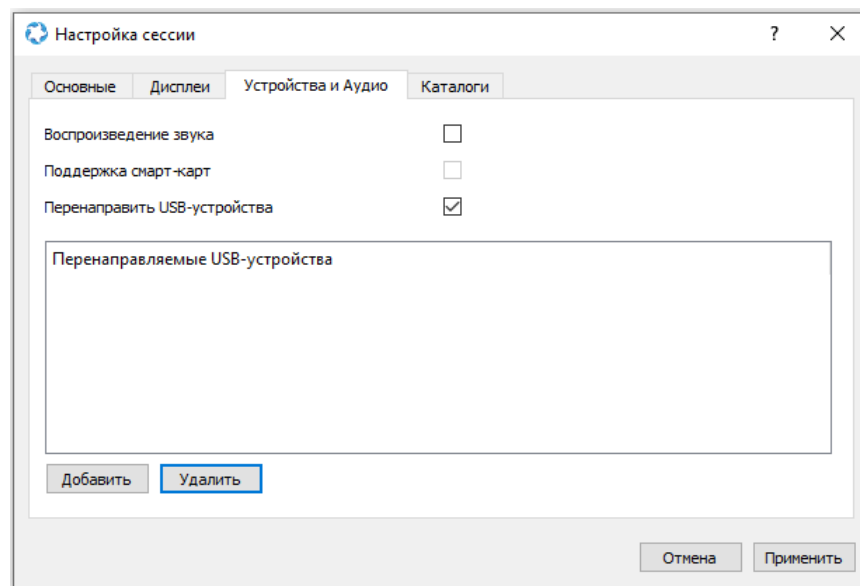 Настройка сессии
?
Основные Дисплеи Устройства и Аудио Каталоги
Воспроизведение звука
Поддержка смарт-карт
Перенаправить USB-устройства
Перенаправляемые USB-устройства
Добавить Удалить
Отмена Применить